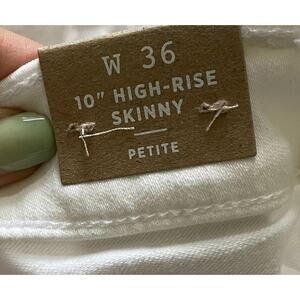 W 36
10" HIGH-RISE
SKINNY
PETITE